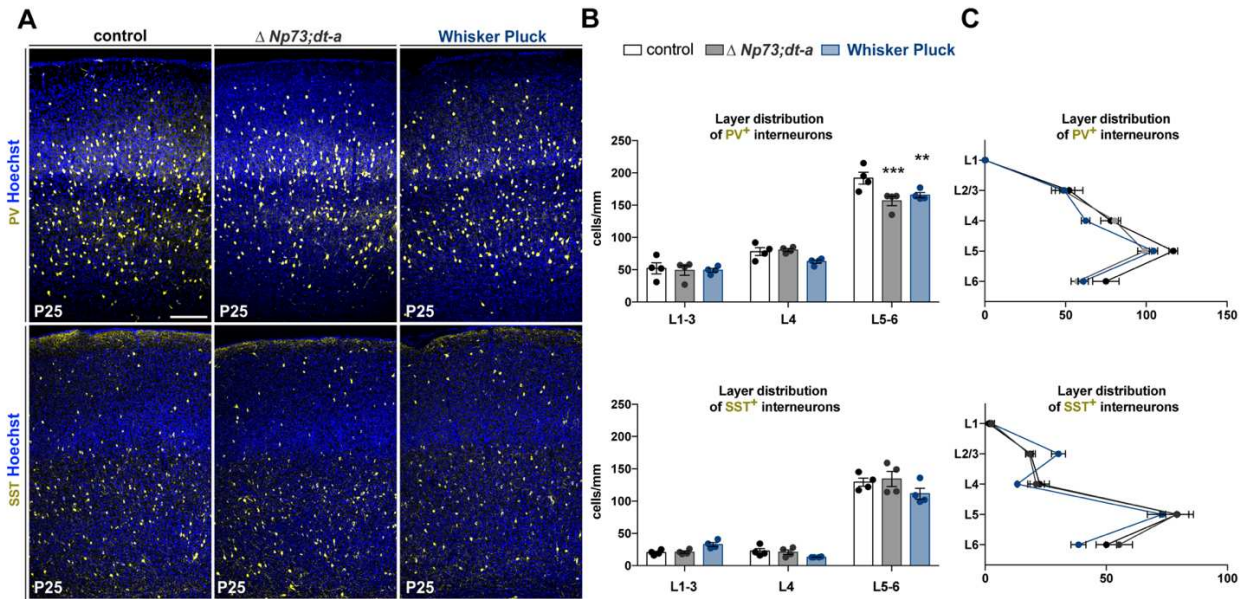 A
control
Δ Np73;dt-a
Whisker Pluck
PV Hoechst
P25
P25
P25
SST Hoechst
P25
P25
P25
B
control
Δ Np73;dt-a
Whisker Pluck
Layer distribution
of PV+ interneurons
cells/mm
250
200
150
100
50
0
***
**
L1-3
L4
L5-6
Layer distribution
of SST+ interneurons
cells/mm
250
200
150
100
50
0
L1-3
L4
L5-6
C
Layer distribution
of PV+ interneurons
L1
L2/3
L4
L5
L6
0
50
100
150
Layer distribution
of SST+ interneurons
L1
L2/3
L4
L5
L6
0
50
100